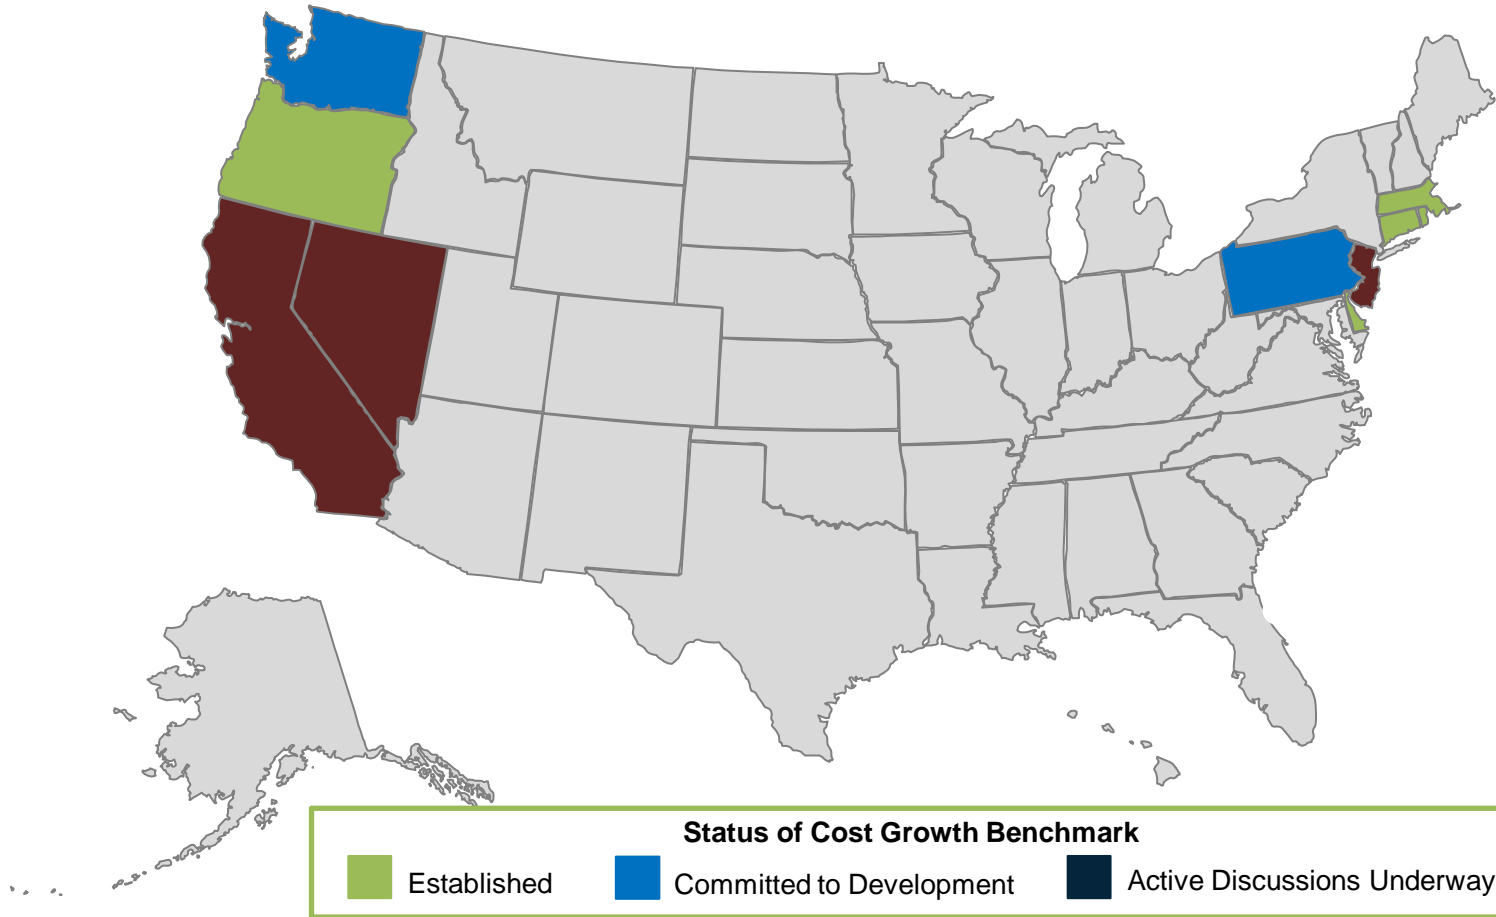 Status of Cost Growth Benchmark
Established
Committed to Development
Active Discussions Underway